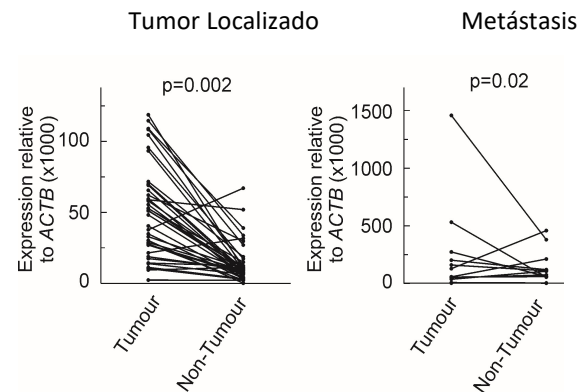 Tumor Localizado
p=0.002
Expression relative
to ACTB (x1000)
100
50
0
Tumour
Non-Tumour
Metástasis
p=0.02
Expression relative
to ACTB (x1000)
1500
1000
500
0
Tumour
Non-Tumour